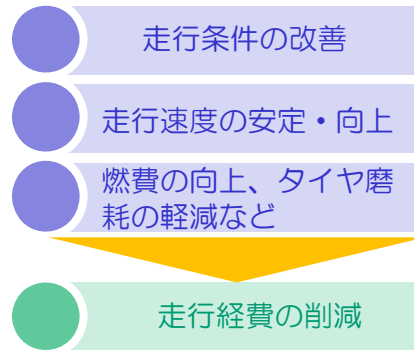 走行条件の改善
走行速度の安定・向上
燃費の向上、タイヤ磨
耗の軽減など
走行経費の削減